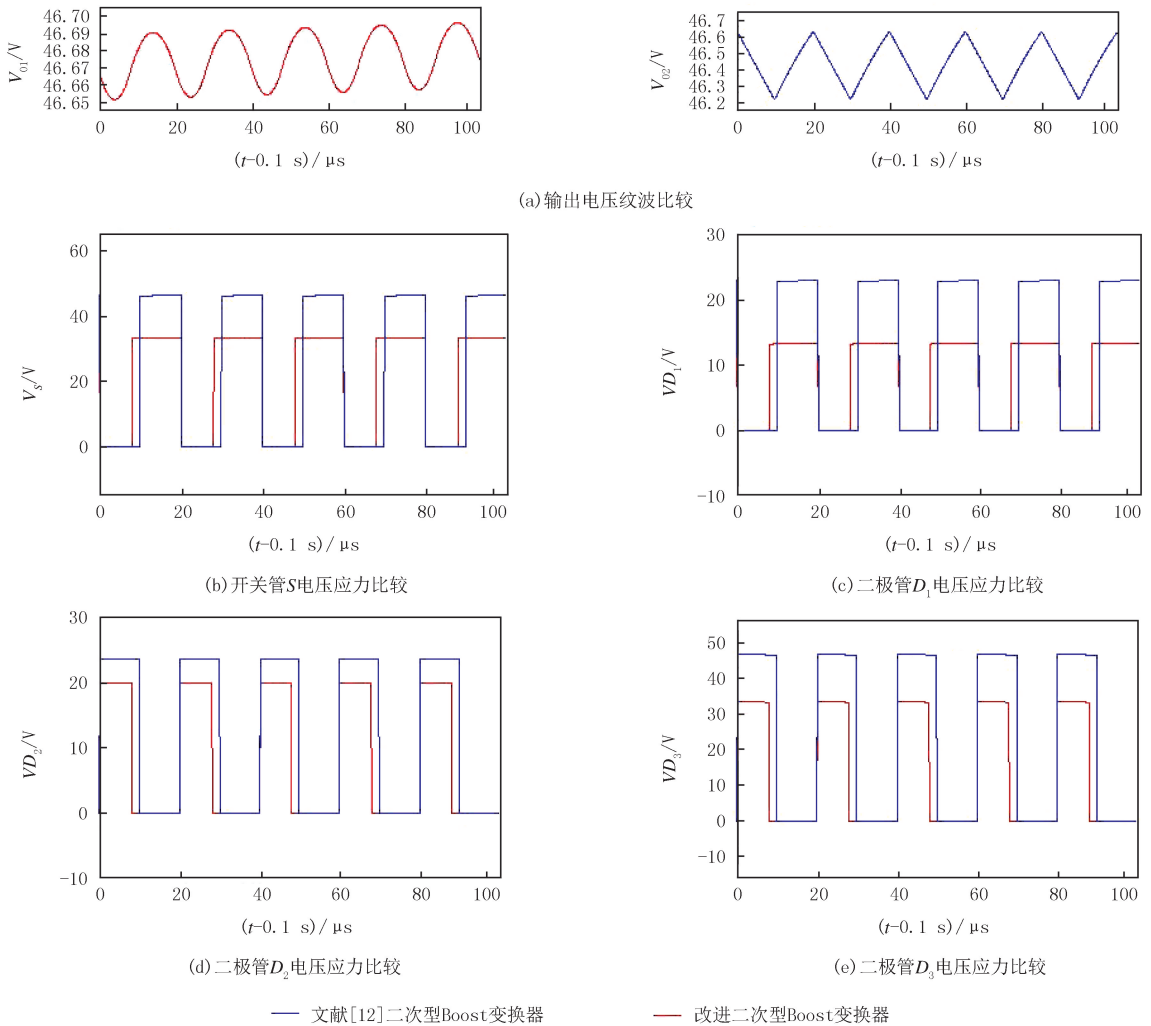 46.70
46.69
46.68
46.67
46.66
46.65
V01/V
0 20 40 60 80 100
(t-0.1 s)/μs
46.7
46.6
46.5
46.4
46.3
46.2
V02/V
0 20 40 60 80 100
(t-0.1 s)/μs
(a)输出电压纹波比较
60
40
20
0
VS/V
0 20 40 60 80 100
(t-0.1 s)/μs
(b)开关管S电压应力比较
30
20
10
0
-10
VD1/V
0 20 40 60 80 100
(t-0.1 s)/μs
(c)二极管D1电压应力比较
30
20
10
0
-10
VD2/V
0 20 40 60 80 100
(t-0.1 s)/μs
(d)二极管D2电压应力比较
50
40
30
20
10
0
-10
VD3/V
0 20 40 60 80 100
(t-0.1 s)/μs
(e)二极管D3电压应力比较
文献[12]二次型Boost变换器
改进二次型Boost变换器